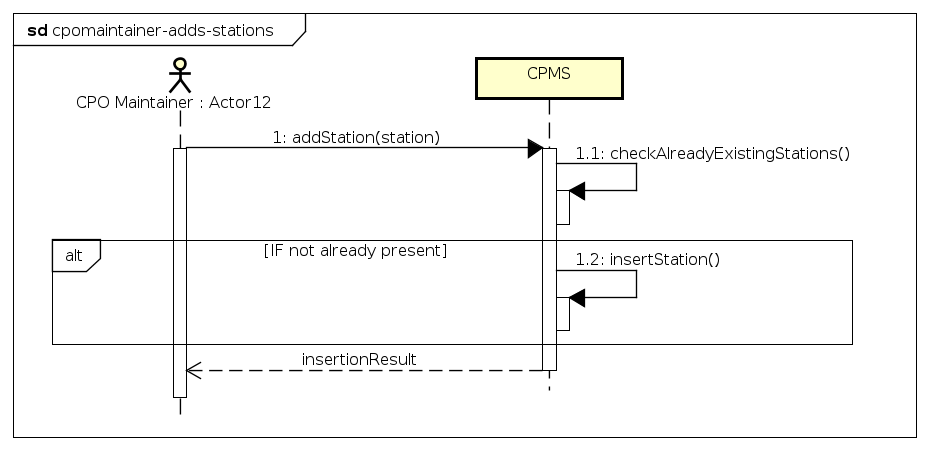 sd cpomaintainer-adds-stations
CPMS
CPO Maintainer : Actor12
1: addStation(station)
1.1: checkAlreadyExistingStations()
alt
[IF not already present]
1.2: insertStation()
insertionResult